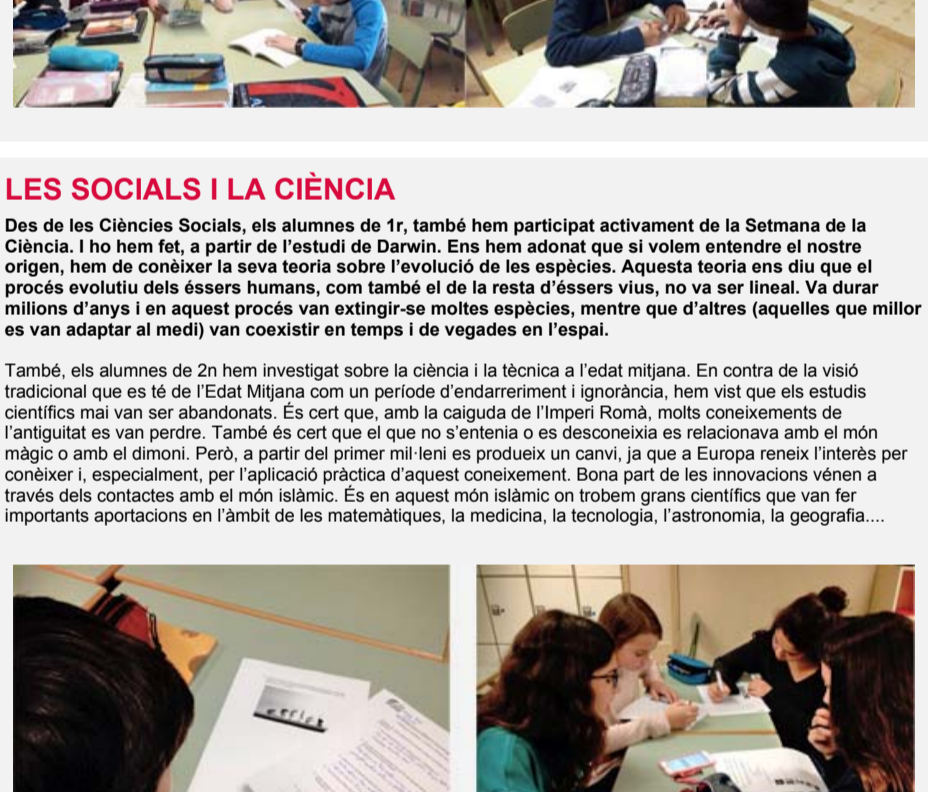 LES SOCIALS I LA CIÈNCIA
Des de les Ciències Socials, els alumnes de 1r, també hem participat activament de la Setmana de la
Ciència. I ho hem fet, a partir de l’estudi de Darwin. Ens hem adonat que si volem entendre el nostre
origen, hem de conèixer la seva teoria sobre l’evolució de les espècies. Aquesta teoria ens diu que el
procés evolutiu dels éssers humans, com també el de la resta d’éssers vius, no va ser lineal. Va durar
milions d’anys i en aquest procés van extingir-se moltes espècies, mentre que d’altres (aquelles que millor
es van adaptar al medi) van coexistir en temps i de vegades en l’espai.
També, els alumnes de 2n hem investigat sobre la ciència i la tècnica a l’edat mitjana. En contra de la visió
tradicional que es té de l’Edat Mitjana com un període d’endarreriment i ignorància, hem vist que els estudis
científics mai van ser abandonats. És cert que, amb la caiguda de l’Imperi Romà, molts coneixements de
l’antiguitat es van perdre. També és cert que el que no s’entenia o es desconeixia es relacionava amb el món
màgic o amb el dimoni. Però, a partir del primer mil·leni es produeix un canvi, ja que a Europa reneix l’interès per
conèixer i, especialment, per l’aplicació pràctica d’aquest coneixement. Bona part de les innovacions vénen a
través dels contactes amb el món islàmic. És en aquest món islàmic on trobem grans científics que van fer
importants aportacions en l’àmbit de les matemàtiques, la medicina, la tecnologia, l’astronomia, la geografia....